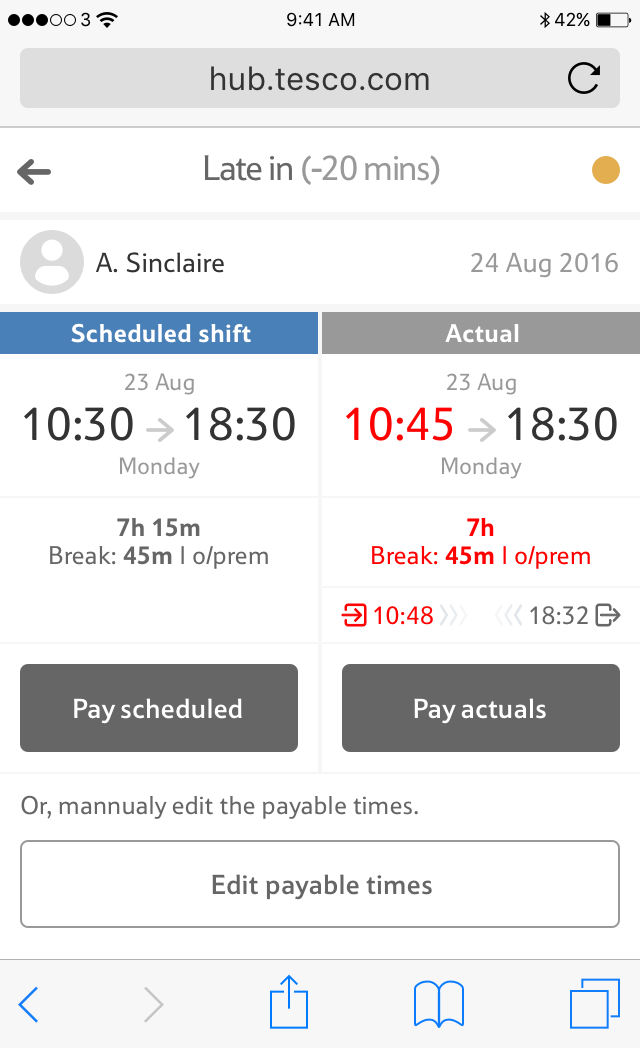 3 9:41 AM 42%
hub.tesco.com
Late in (-20 mins)
A. Sinclaire 24 Aug 2016
Scheduled shift
23 Aug
10:30 → 18:30
Monday
7h 15m
Break: 45m | o/prem
Actual
23 Aug
10:45 → 18:30
Monday
7h
Break: 45m | o/prem
10:48 18:32
Pay scheduled
Pay actuals
Or, mannualy edit the payable times.
Edit payable times